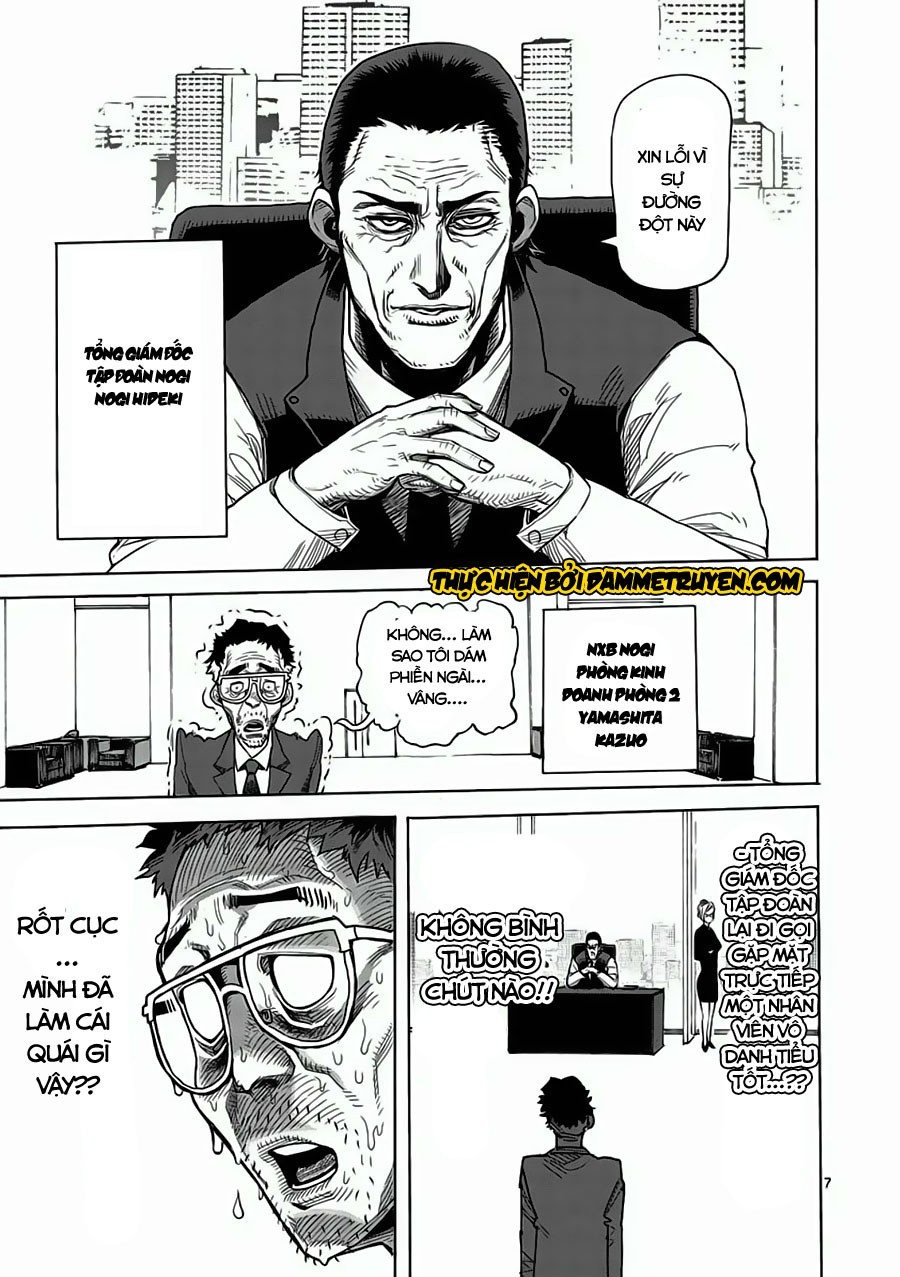 XIN LỖI VÌ
SỰ
ĐƯỜNG
ĐỘT NÀY
TỔNG GIÁM ĐỐC
TẬP ĐOÀN NOGI
NOGI HIDEKI
THỰC HIỆN BỞI DAMMETRUYEN.COM
NXB NOGI
PHÒNG KINH
DOANH PHÒNG 2
YAMASHITA
KAZUO
KHÔNG... LÀM
SAO TÔI DÁM
PHIỀN NGÀI...
VÂNG....
- TỔNG
GIÁM ĐỐC
TẬP ĐOÀN
LẠI ĐI GỌI
GẶP MẶT
TRỰC TIẾP
MỘT NHÂN
VIÊN VÔ
DANH TIỂU
TỐT...??
KHÔNG BÌNH
THƯỜNG
CHÚT NÀO!!
RỐT CỤC
...
MÌNH ĐÃ
LÀM CÁI
QUÁI GÌ
VẬY??
7